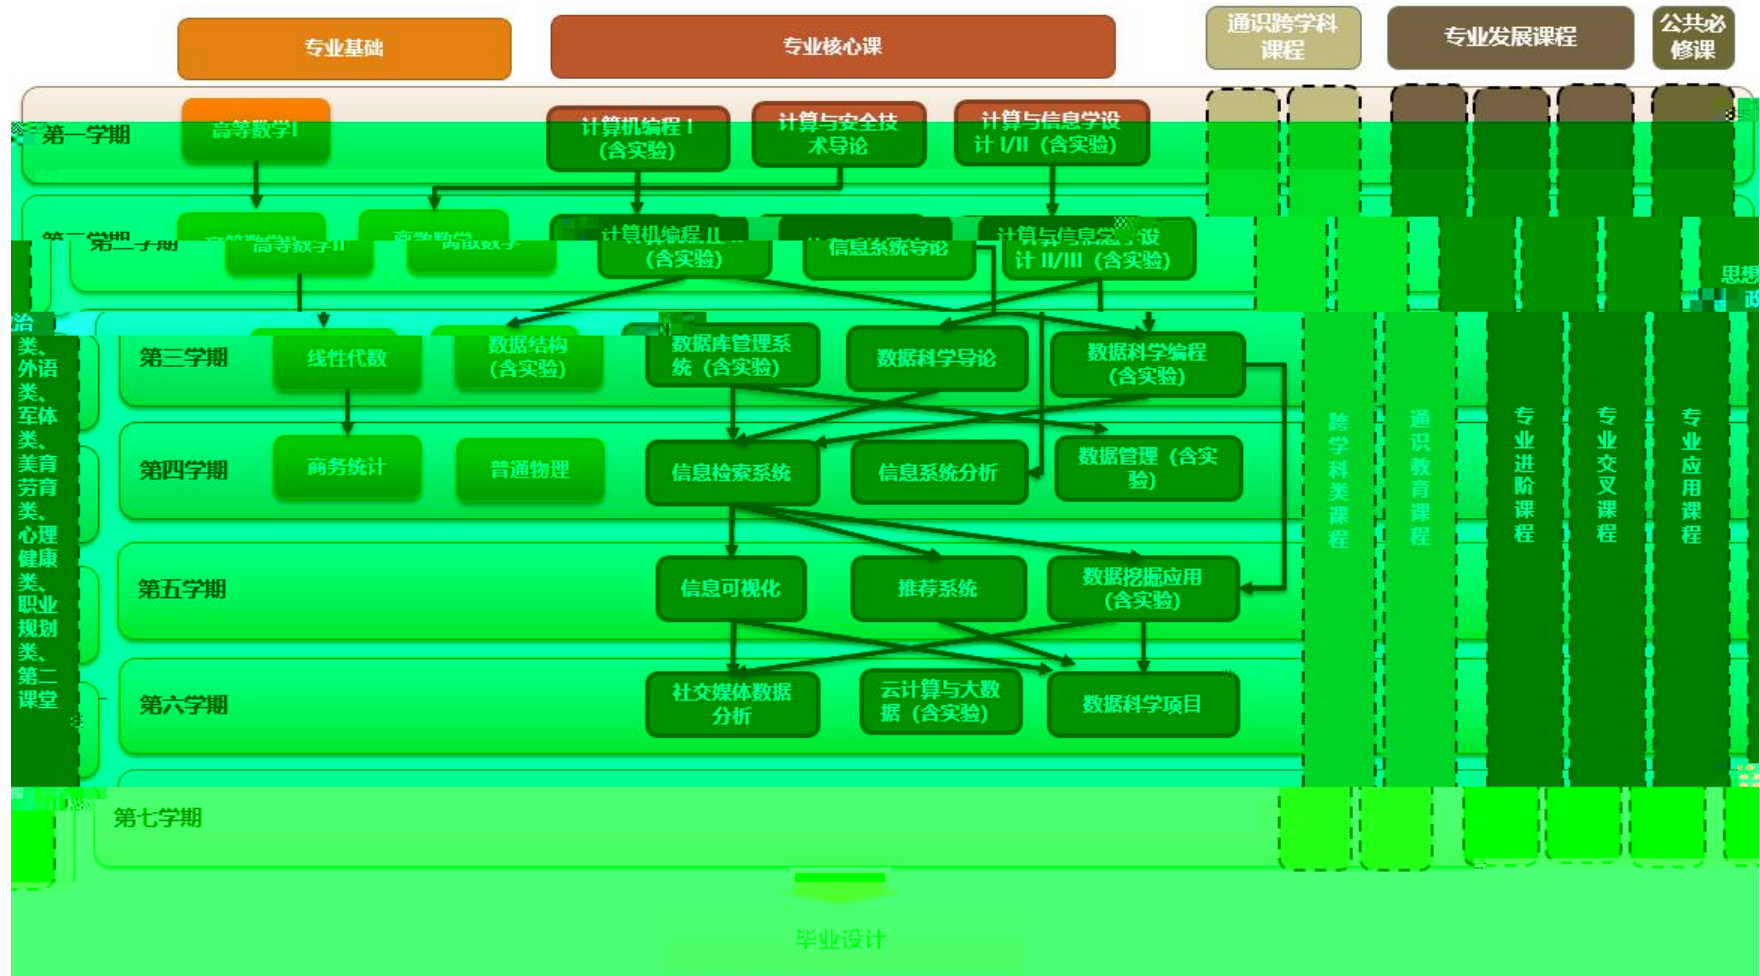 专业基础
专业核心课
通识跨学科
课程
专业发展课程
公共必
修课
第一学期
高等数学I
计算机编程 I
(含实验)
计算与安全技
术导论
计算与信息学设
计 I/II (含实验)
第二学期
高等数学II
离散数学
计算机编程 II
(含实验)
信息系统导论
计算与信息学设
计 II/III (含实验)
第三学期
线性代数
数据结构
(含实验)
数据库管理系
统 (含实验)
数据科学导论
数据科学编程
(含实验)
第四学期
商务统计
普通物理
信息检索系统
信息系统分析
数据管理 (含实
验)
第五学期
信息可视化
推荐系统
数据挖掘应用
(含实验)
第六学期
社交媒体数据
分析
云计算与大数
据 (含实验)
数据科学项目
第七学期
毕业设计
跨学科类课程
通识教育课程
专业进阶课程
专业交叉课程
专业应用课程
思想
政
治
类、
外语
类、
军体
类、
美育
劳育
类、
心理
健康
类、
职业
规划
类、
第二
课堂